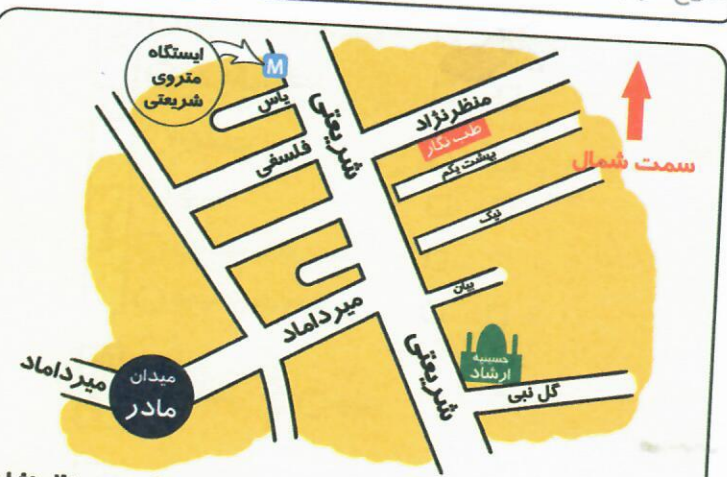 ایستگاه
متروی
شریعتی
M
یاس
شریعتی
منظرنژاد
طب نگار
بهشت یکم
سمت شمال
فلسفی
نیک
بیان
میرداماد
شریعتی
حسینیه
ارشاد
گل نبی
میرداماد
میدان
مادر